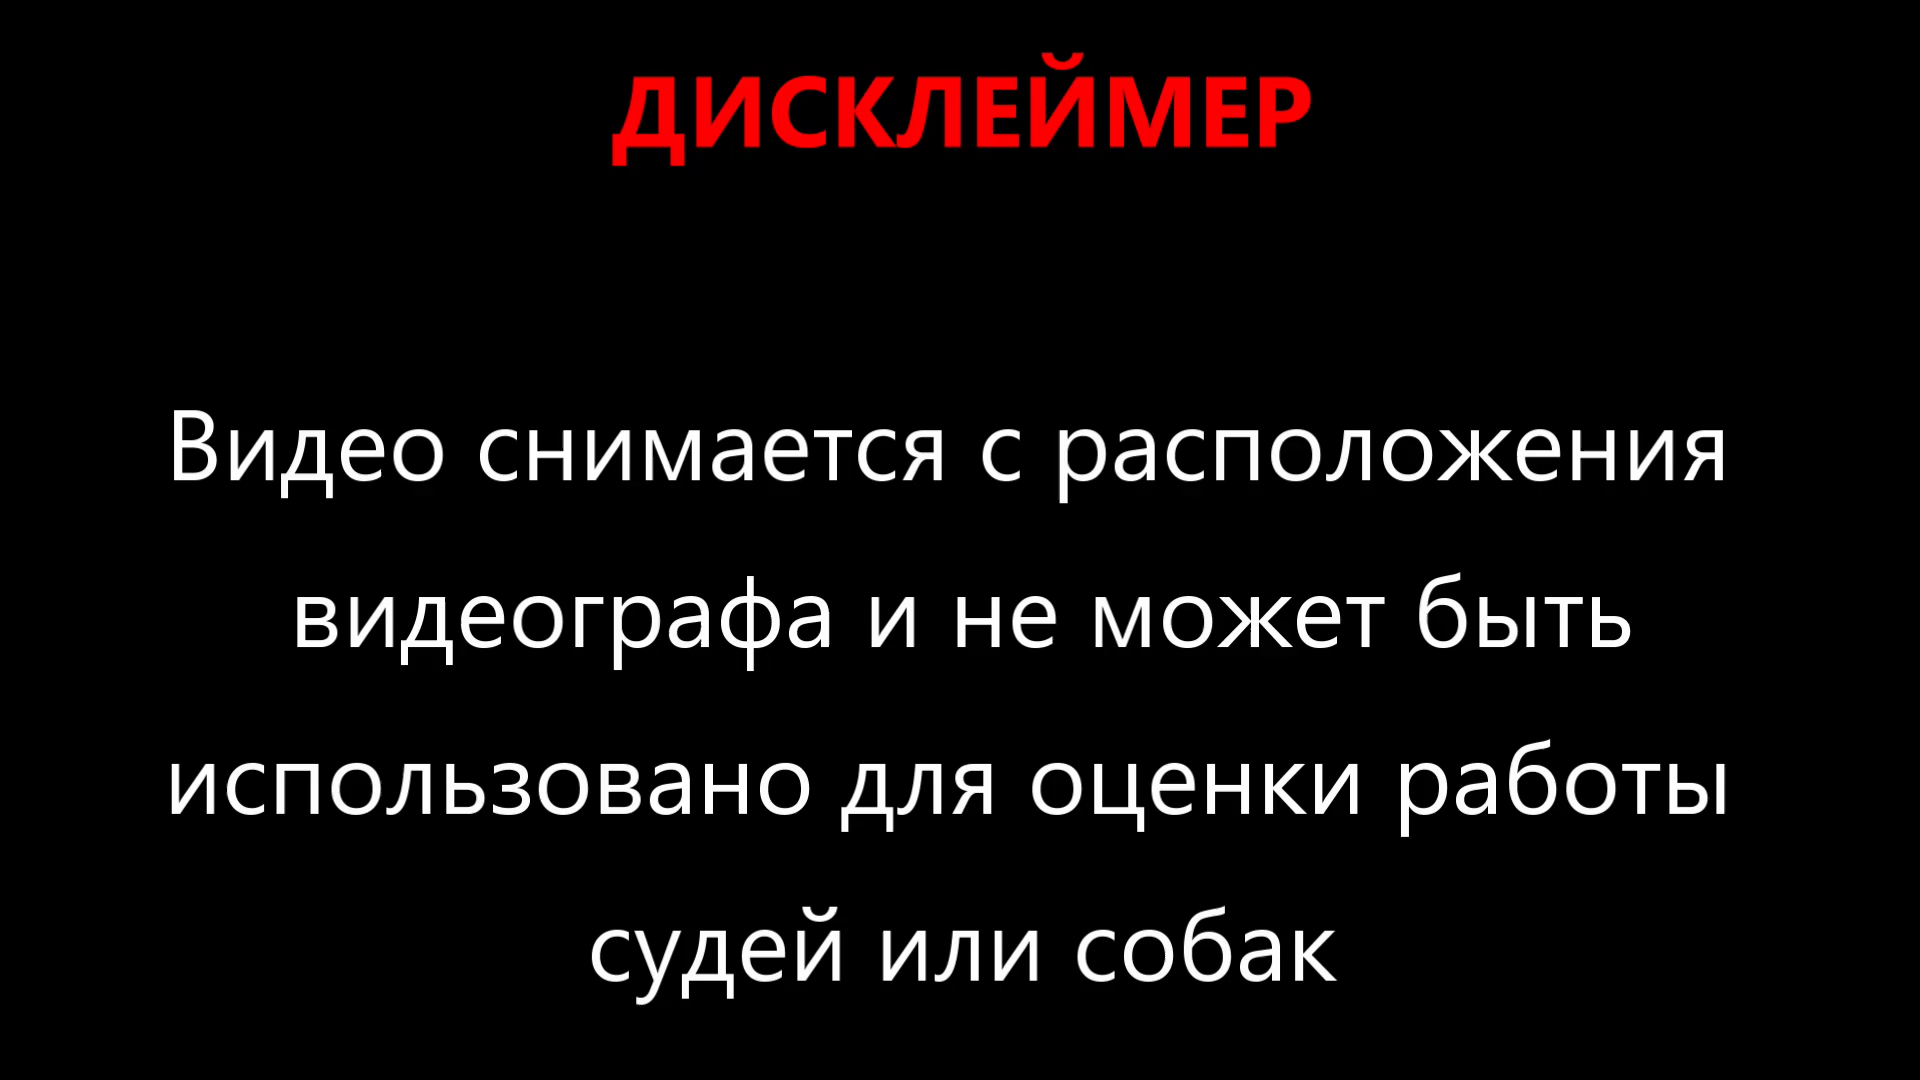 ДИСКЛЕЙМЕР
Видео снимается с расположения
видеографа и не может быть
использовано для оценки работы
судей или собак